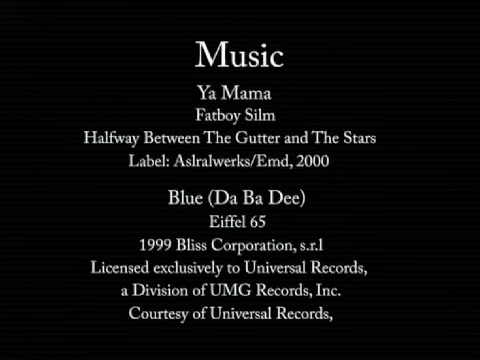 Music
Ya Mama
Fatboy Silm
Halfway Between The Gutter and The Stars
Label: Aslralwerks/Emd, 2000
Blue (Da Ba Dee)
Eiffel 65
1999 Bliss Corporation, s.r.l
Licensed exclusively to Universal Records,
a Division of UMG Records, Inc.
Courtesy of Universal Records,